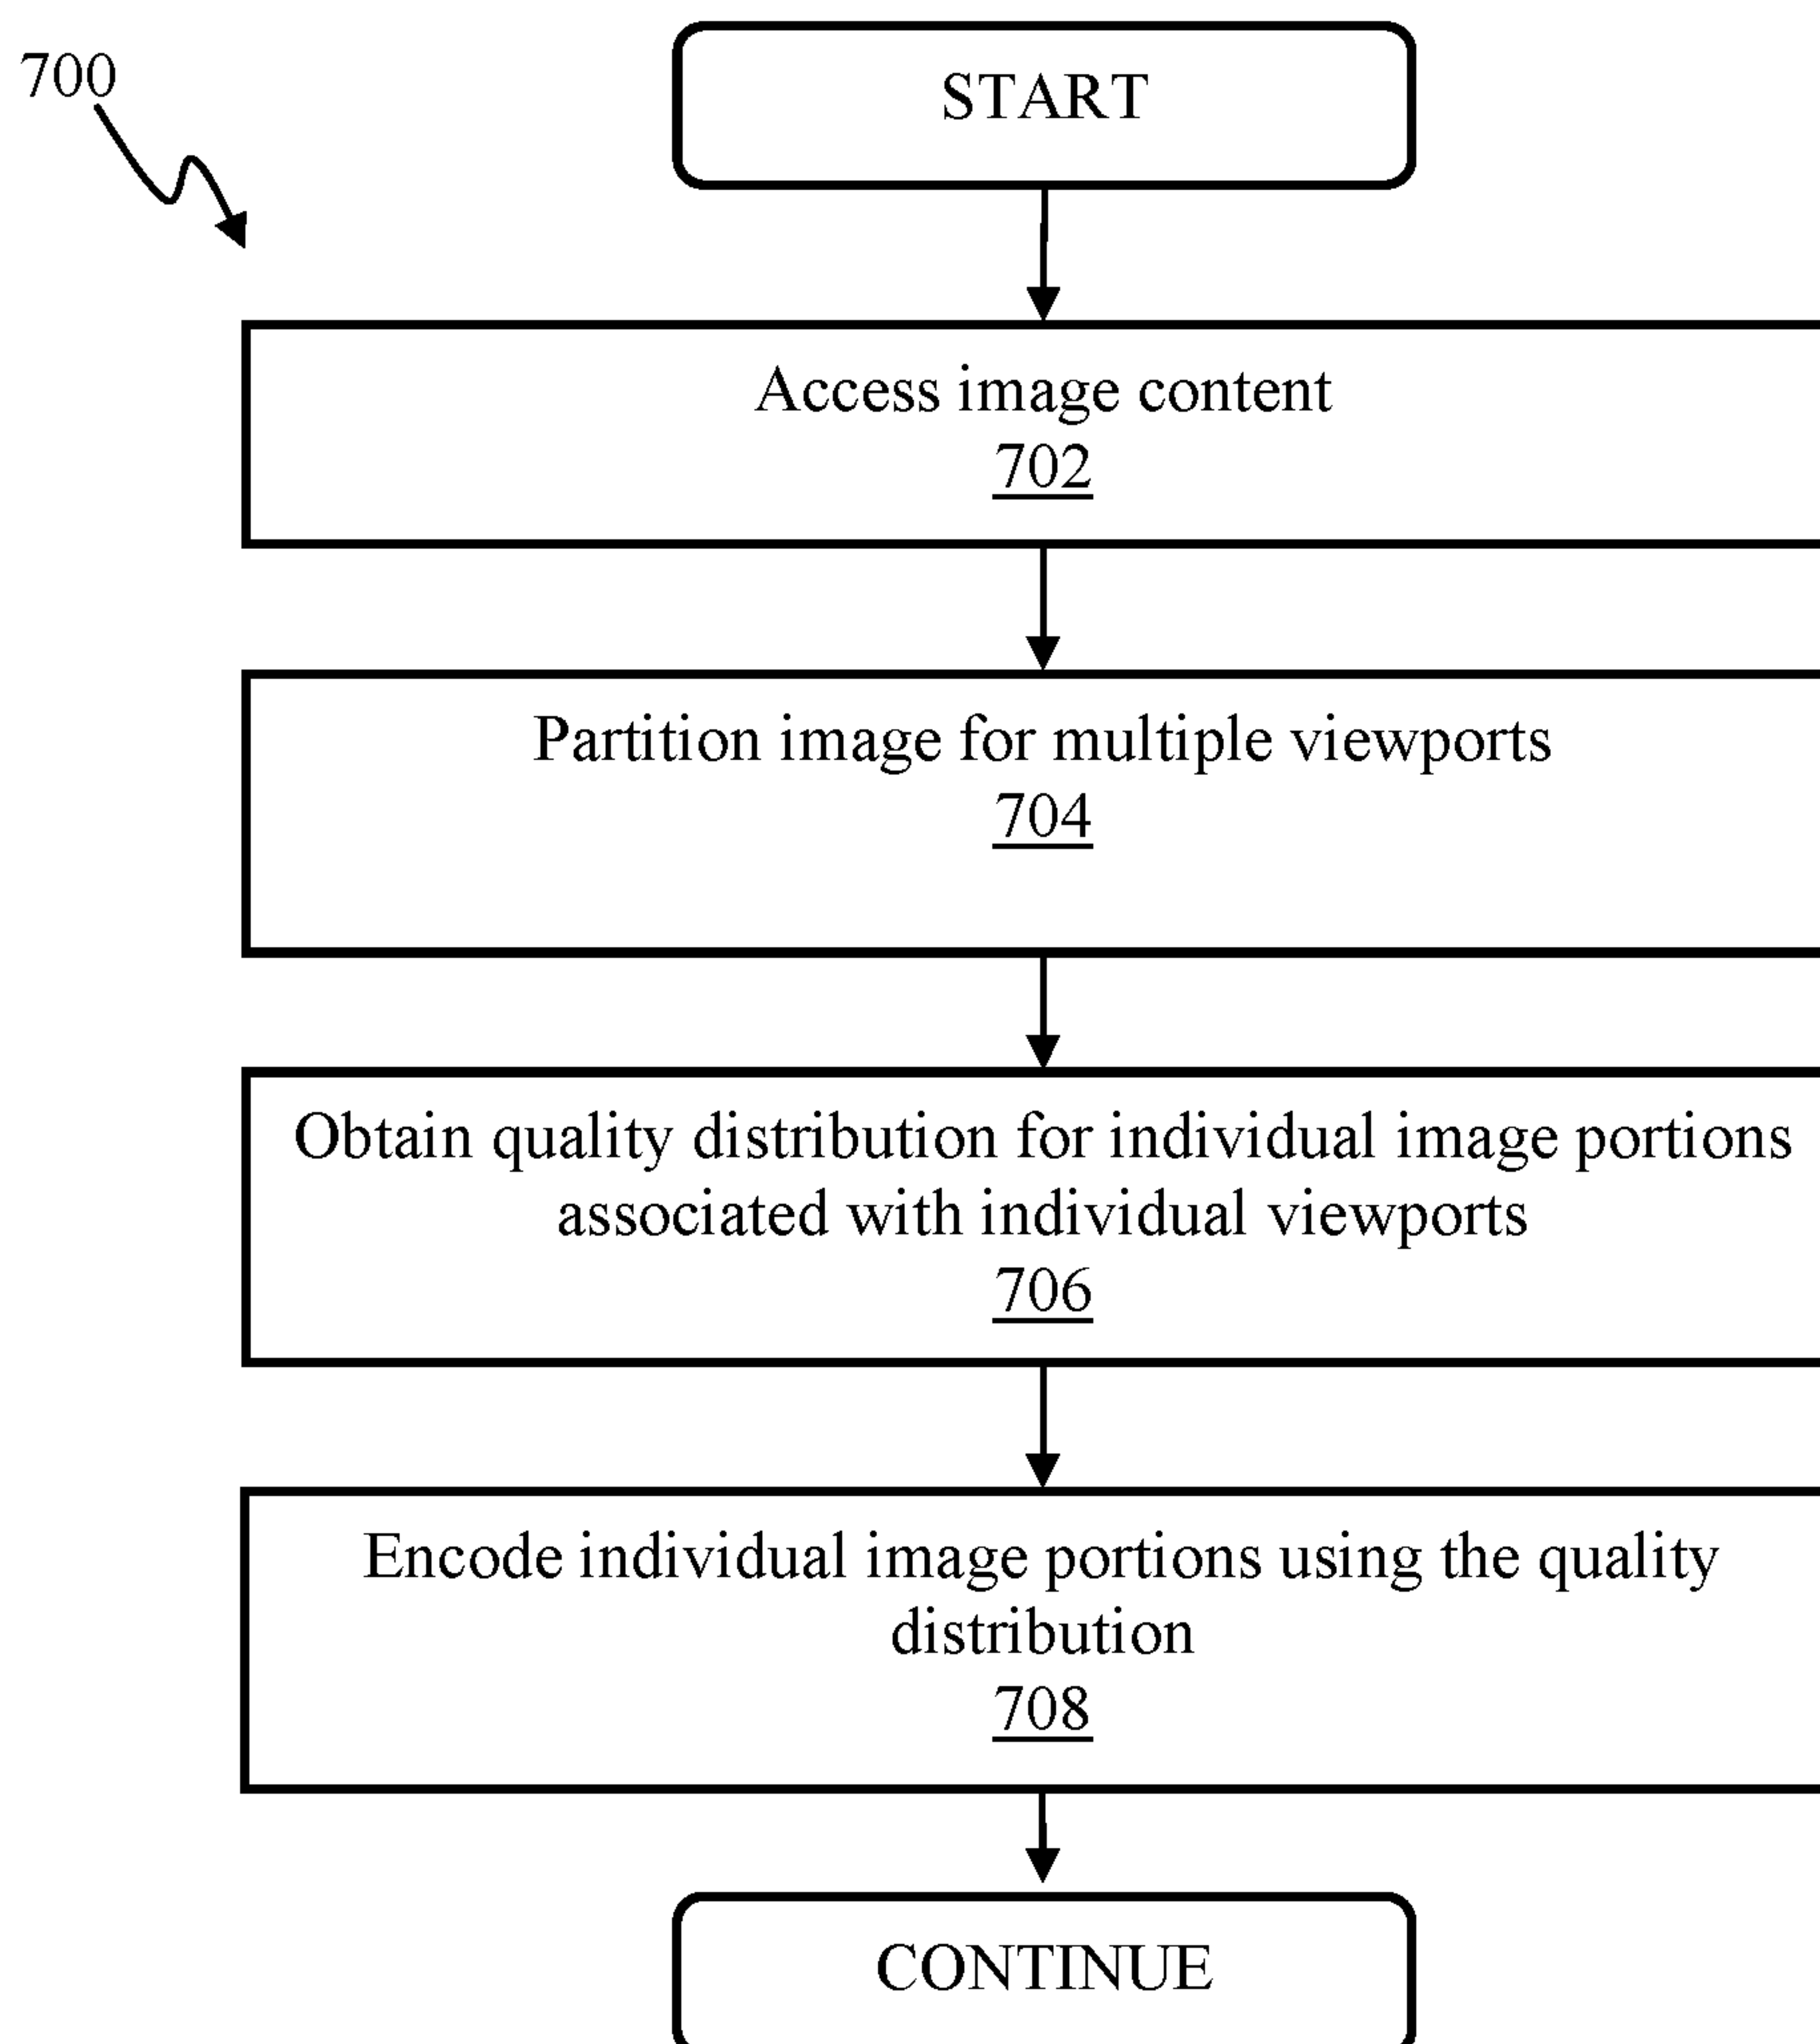 700
START
Access image content
702
Partition image for multiple viewports
704
Obtain quality distribution for individual image portions
associated with individual viewports
706
Encode individual image portions using the quality
distribution
708
CONTINUE